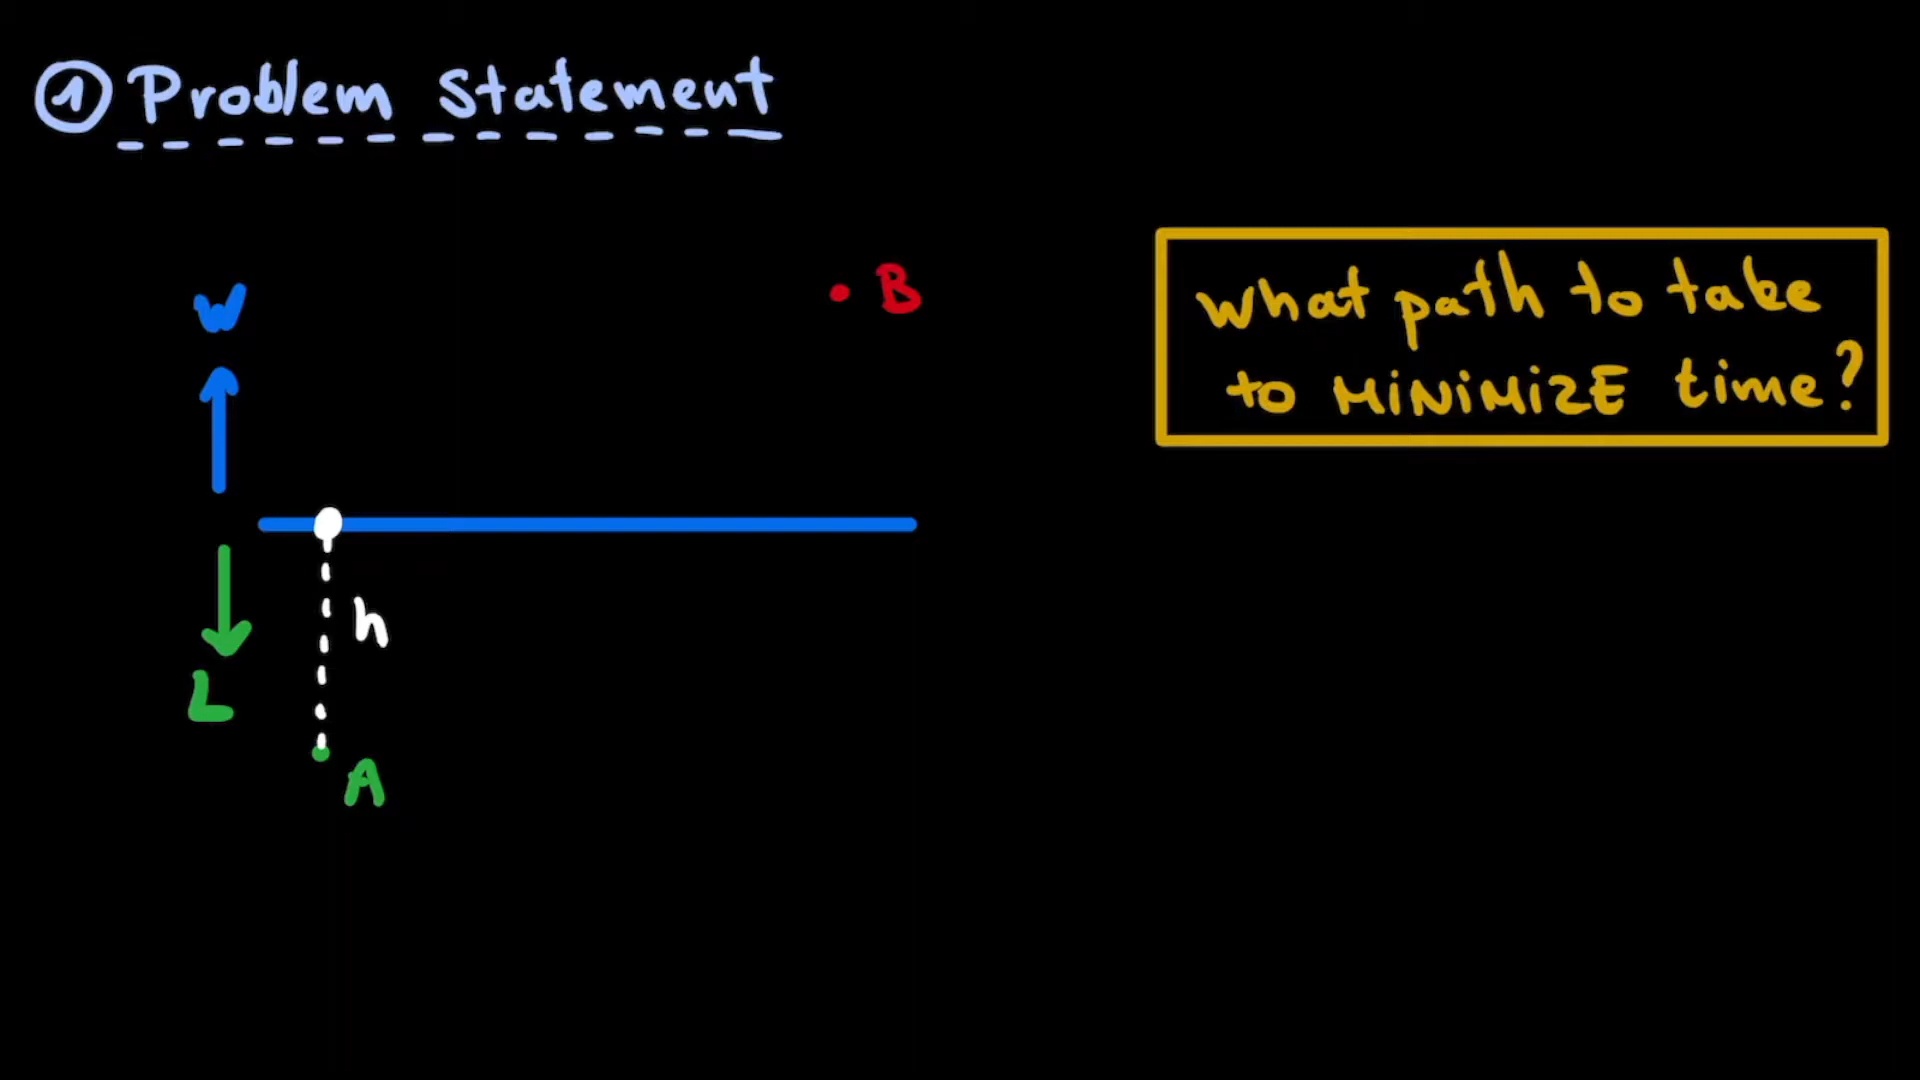 ① Problem Statement
W
B
What path to take
to MiNiMiZE time?
h
L
A